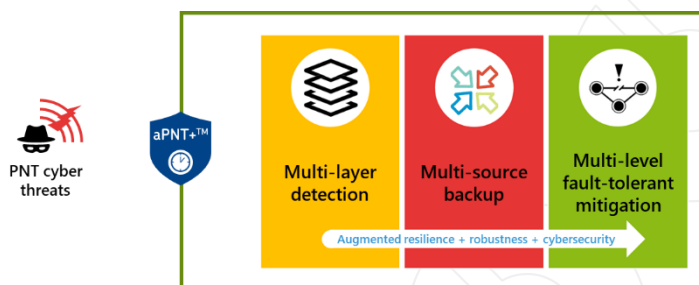 PNT cyber
threats
aPNT+™
Multi-layer
detection
Multi-source
backup
!
Multi-level
fault-tolerant
mitigation
Augmented resilience + robustness + cybersecurity